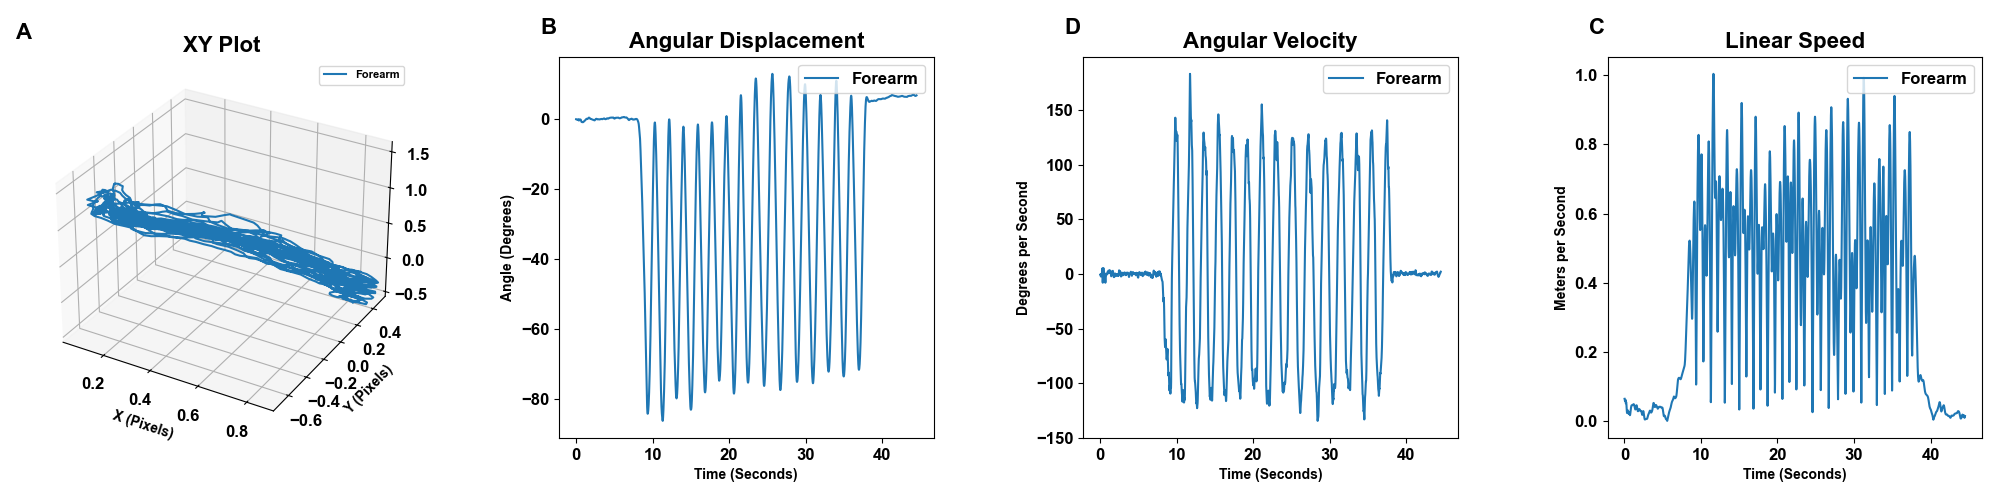 A
XY Plot
Forearm
1.5
1.0
0.5
0.0
−0.5
0.4
0.2
0.0
−0.2
−0.4
−0.6
Y (Pixels)
0.2
0.4
0.6
0.8
X (Pixels)
B
Angular Displacement
Forearm
0
−20
−40
−60
−80
Angle (Degrees)
0 10 20 30 40
Time (Seconds)
D
Angular Velocity
Forearm
150
100
50
0
−50
−100
−150
Degrees per Second
0 10 20 30 40
Time (Seconds)
C
Linear Speed
Forearm
1.0
0.8
0.6
0.4
0.2
0.0
Meters per Second
0 10 20 30 40
Time (Seconds)